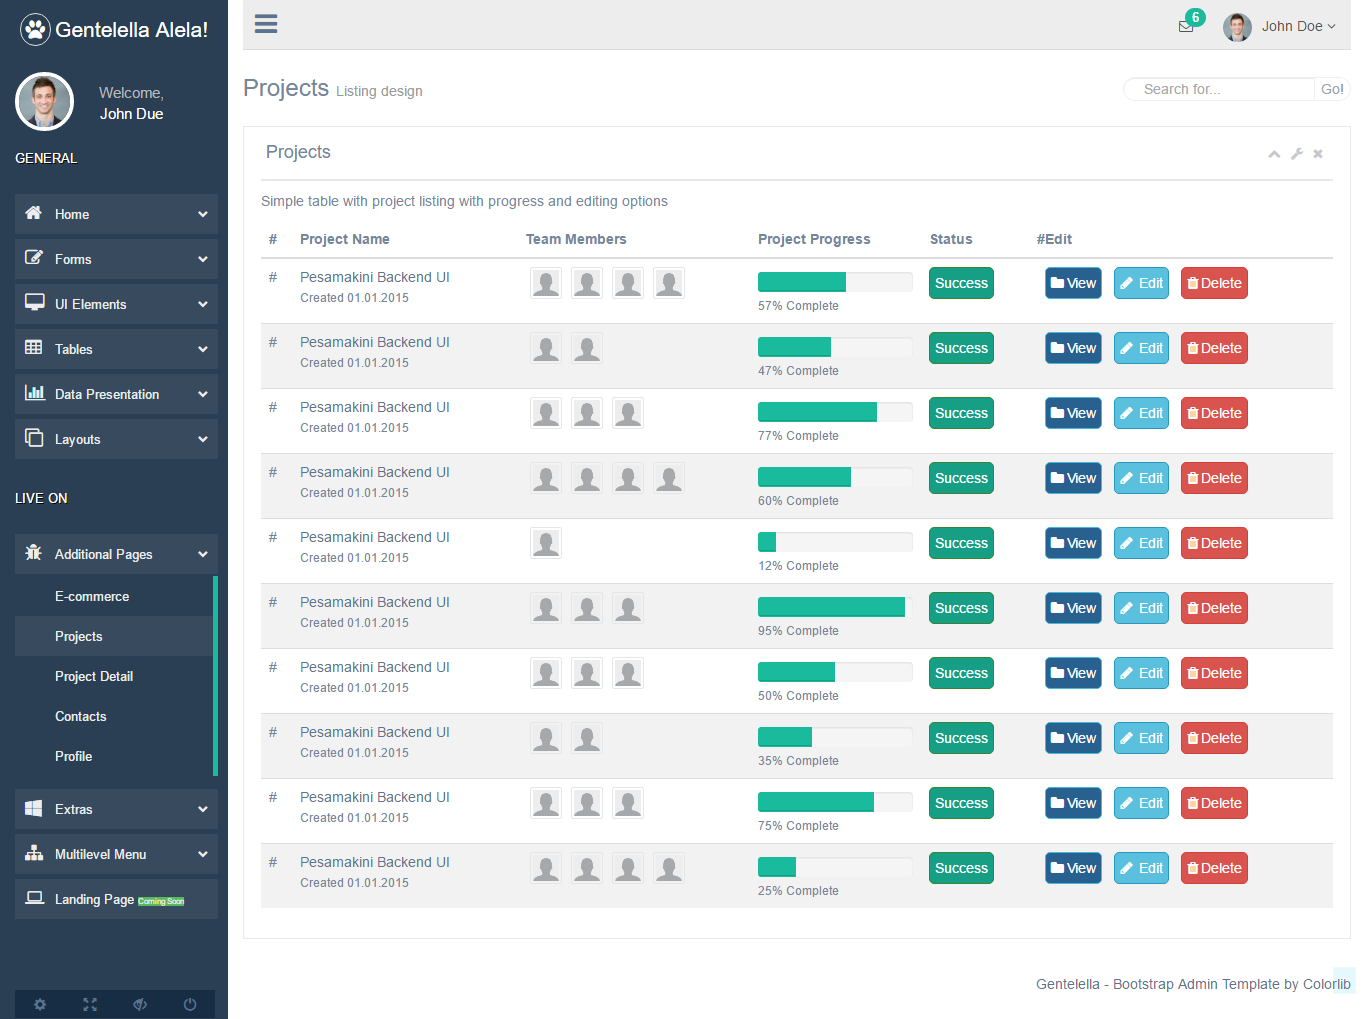 Gentelella Alela!
Welcome,
John Due
GENERAL
Home
Forms
UI Elements
Tables
Data Presentation
Layouts
LIVE ON
Additional Pages
E-commerce
Projects
Project Detail
Contacts
Profile
Extras
Multilevel Menu
Landing Page Coming Soon
6
John Doe
Projects Listing design
Search for... Go!
Projects
Simple table with project listing with progress and editing options
# Project Name Team Members Project Progress Status #Edit
# Pesamakini Backend UI Success View Edit Delete
Created 01.01.2015 57% Complete
# Pesamakini Backend UI Success View Edit Delete
Created 01.01.2015 47% Complete
# Pesamakini Backend UI Success View Edit Delete
Created 01.01.2015 77% Complete
# Pesamakini Backend UI Success View Edit Delete
Created 01.01.2015 60% Complete
# Pesamakini Backend UI Success View Edit Delete
Created 01.01.2015 12% Complete
# Pesamakini Backend UI Success View Edit Delete
Created 01.01.2015 95% Complete
# Pesamakini Backend UI Success View Edit Delete
Created 01.01.2015 50% Complete
# Pesamakini Backend UI Success View Edit Delete
Created 01.01.2015 35% Complete
# Pesamakini Backend UI Success View Edit Delete
Created 01.01.2015 75% Complete
# Pesamakini Backend UI Success View Edit Delete
Created 01.01.2015 25% Complete
Gentelella - Bootstrap Admin Template by Colorlib